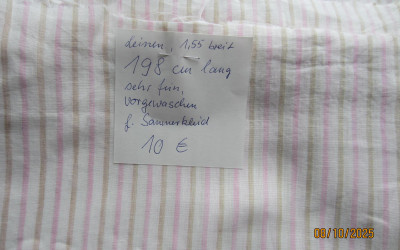 Leinen, 1,55 breit
198 cm lang
sehr fein,
vorgewaschen
f. Sommerkleid
10 €
09/10/2025